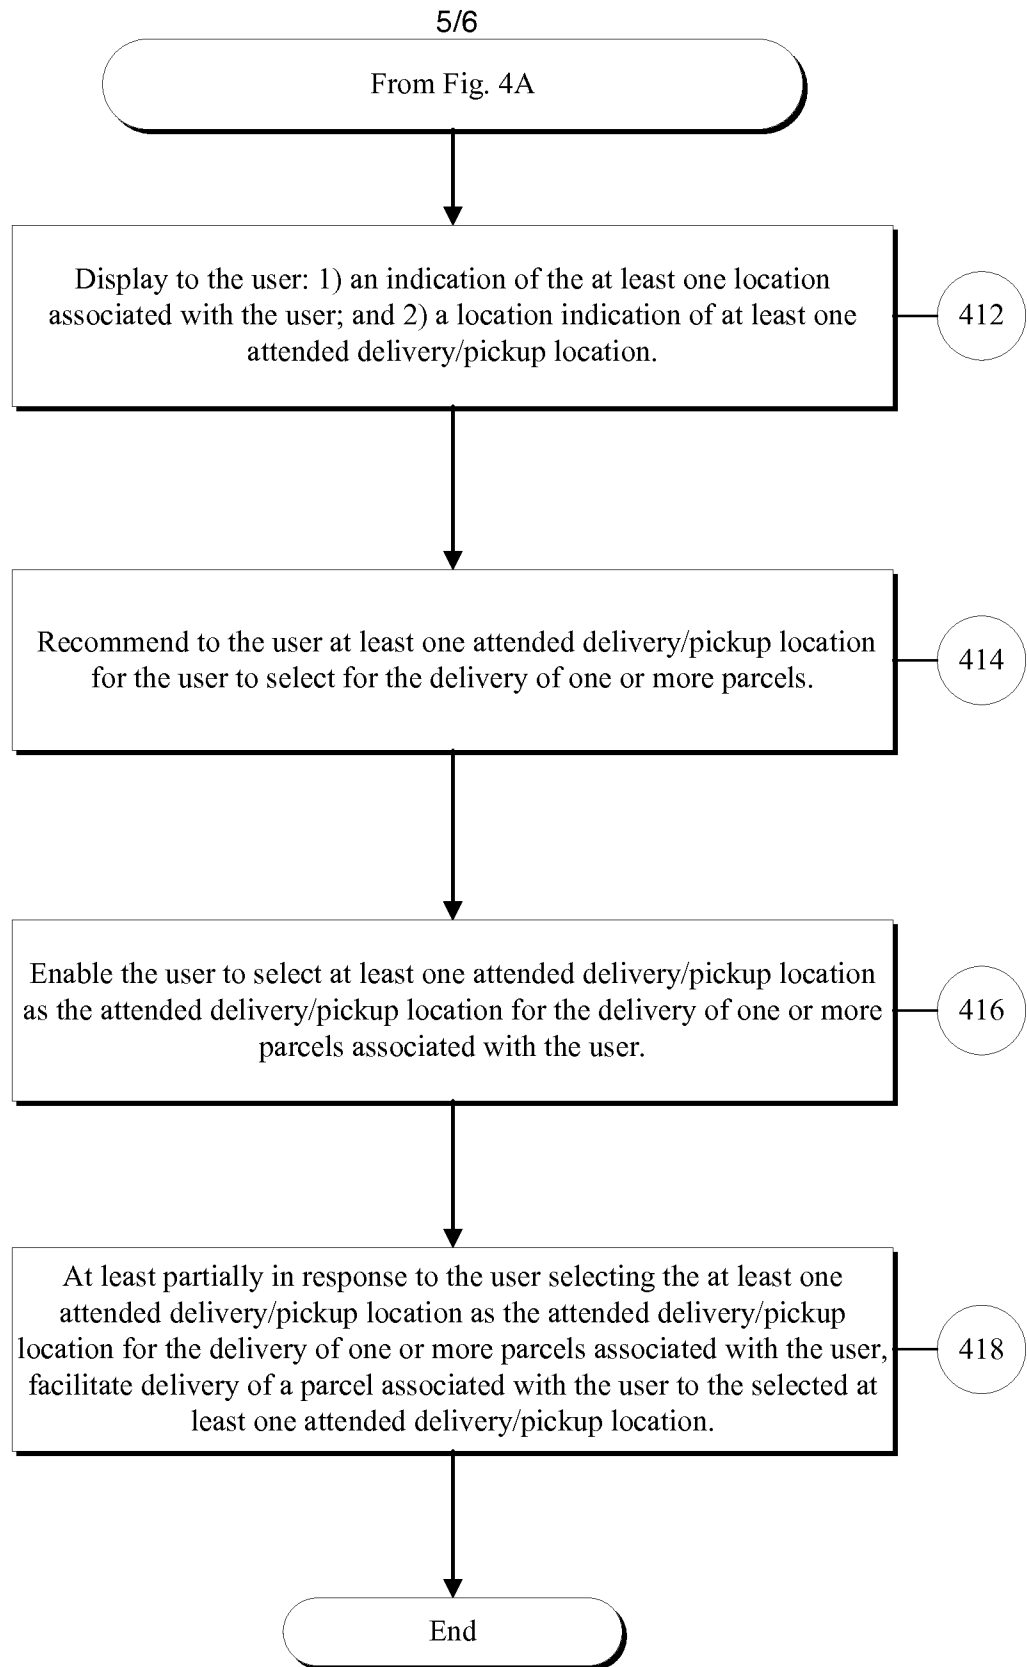 5/6
From Fig. 4A
Display to the user: 1) an indication of the at least one location
associated with the user; and 2) a location indication of at least one
attended delivery/pickup location.
412
Recommend to the user at least one attended delivery/pickup location
for the user to select for the delivery of one or more parcels.
414
Enable the user to select at least one attended delivery/pickup location
as the attended delivery/pickup location for the delivery of one or more
parcels associated with the user.
416
At least partially in response to the user selecting the at least one
attended delivery/pickup location as the attended delivery/pickup
location for the delivery of one or more parcels associated with the user,
facilitate delivery of a parcel associated with the user to the selected at
least one attended delivery/pickup location.
418
End